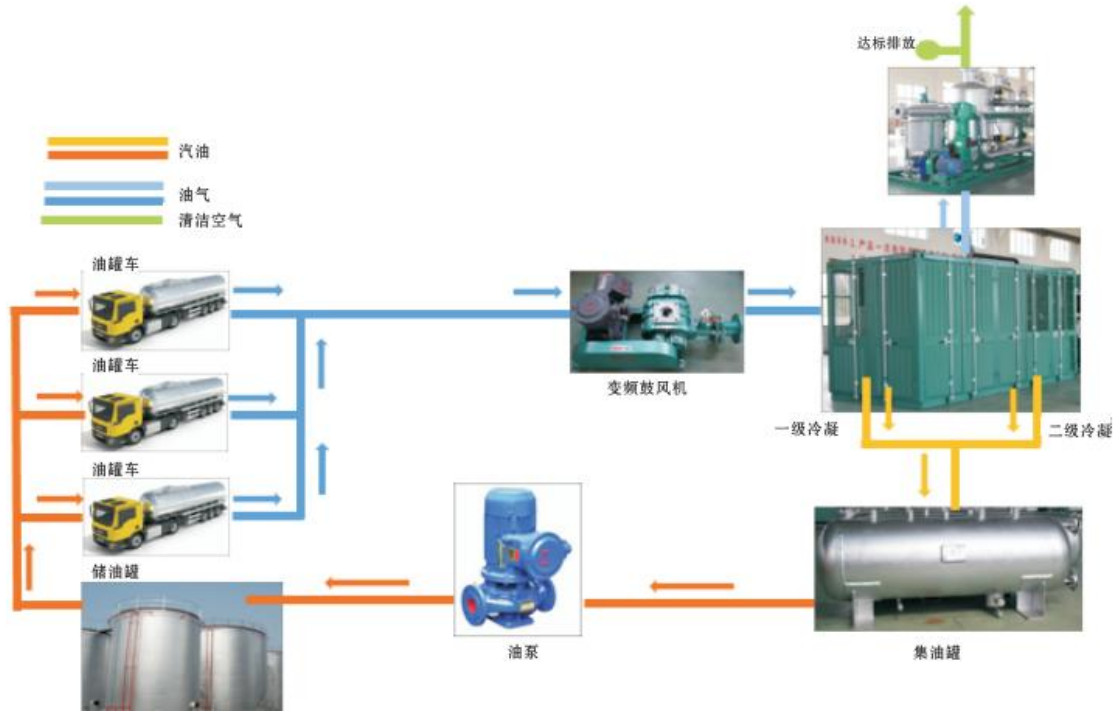 达标排放
汽油
油气
清洁空气
油罐车
变频鼓风机
油罐车
一级冷凝
二级冷凝
油罐车
储油罐
油泵
集油罐